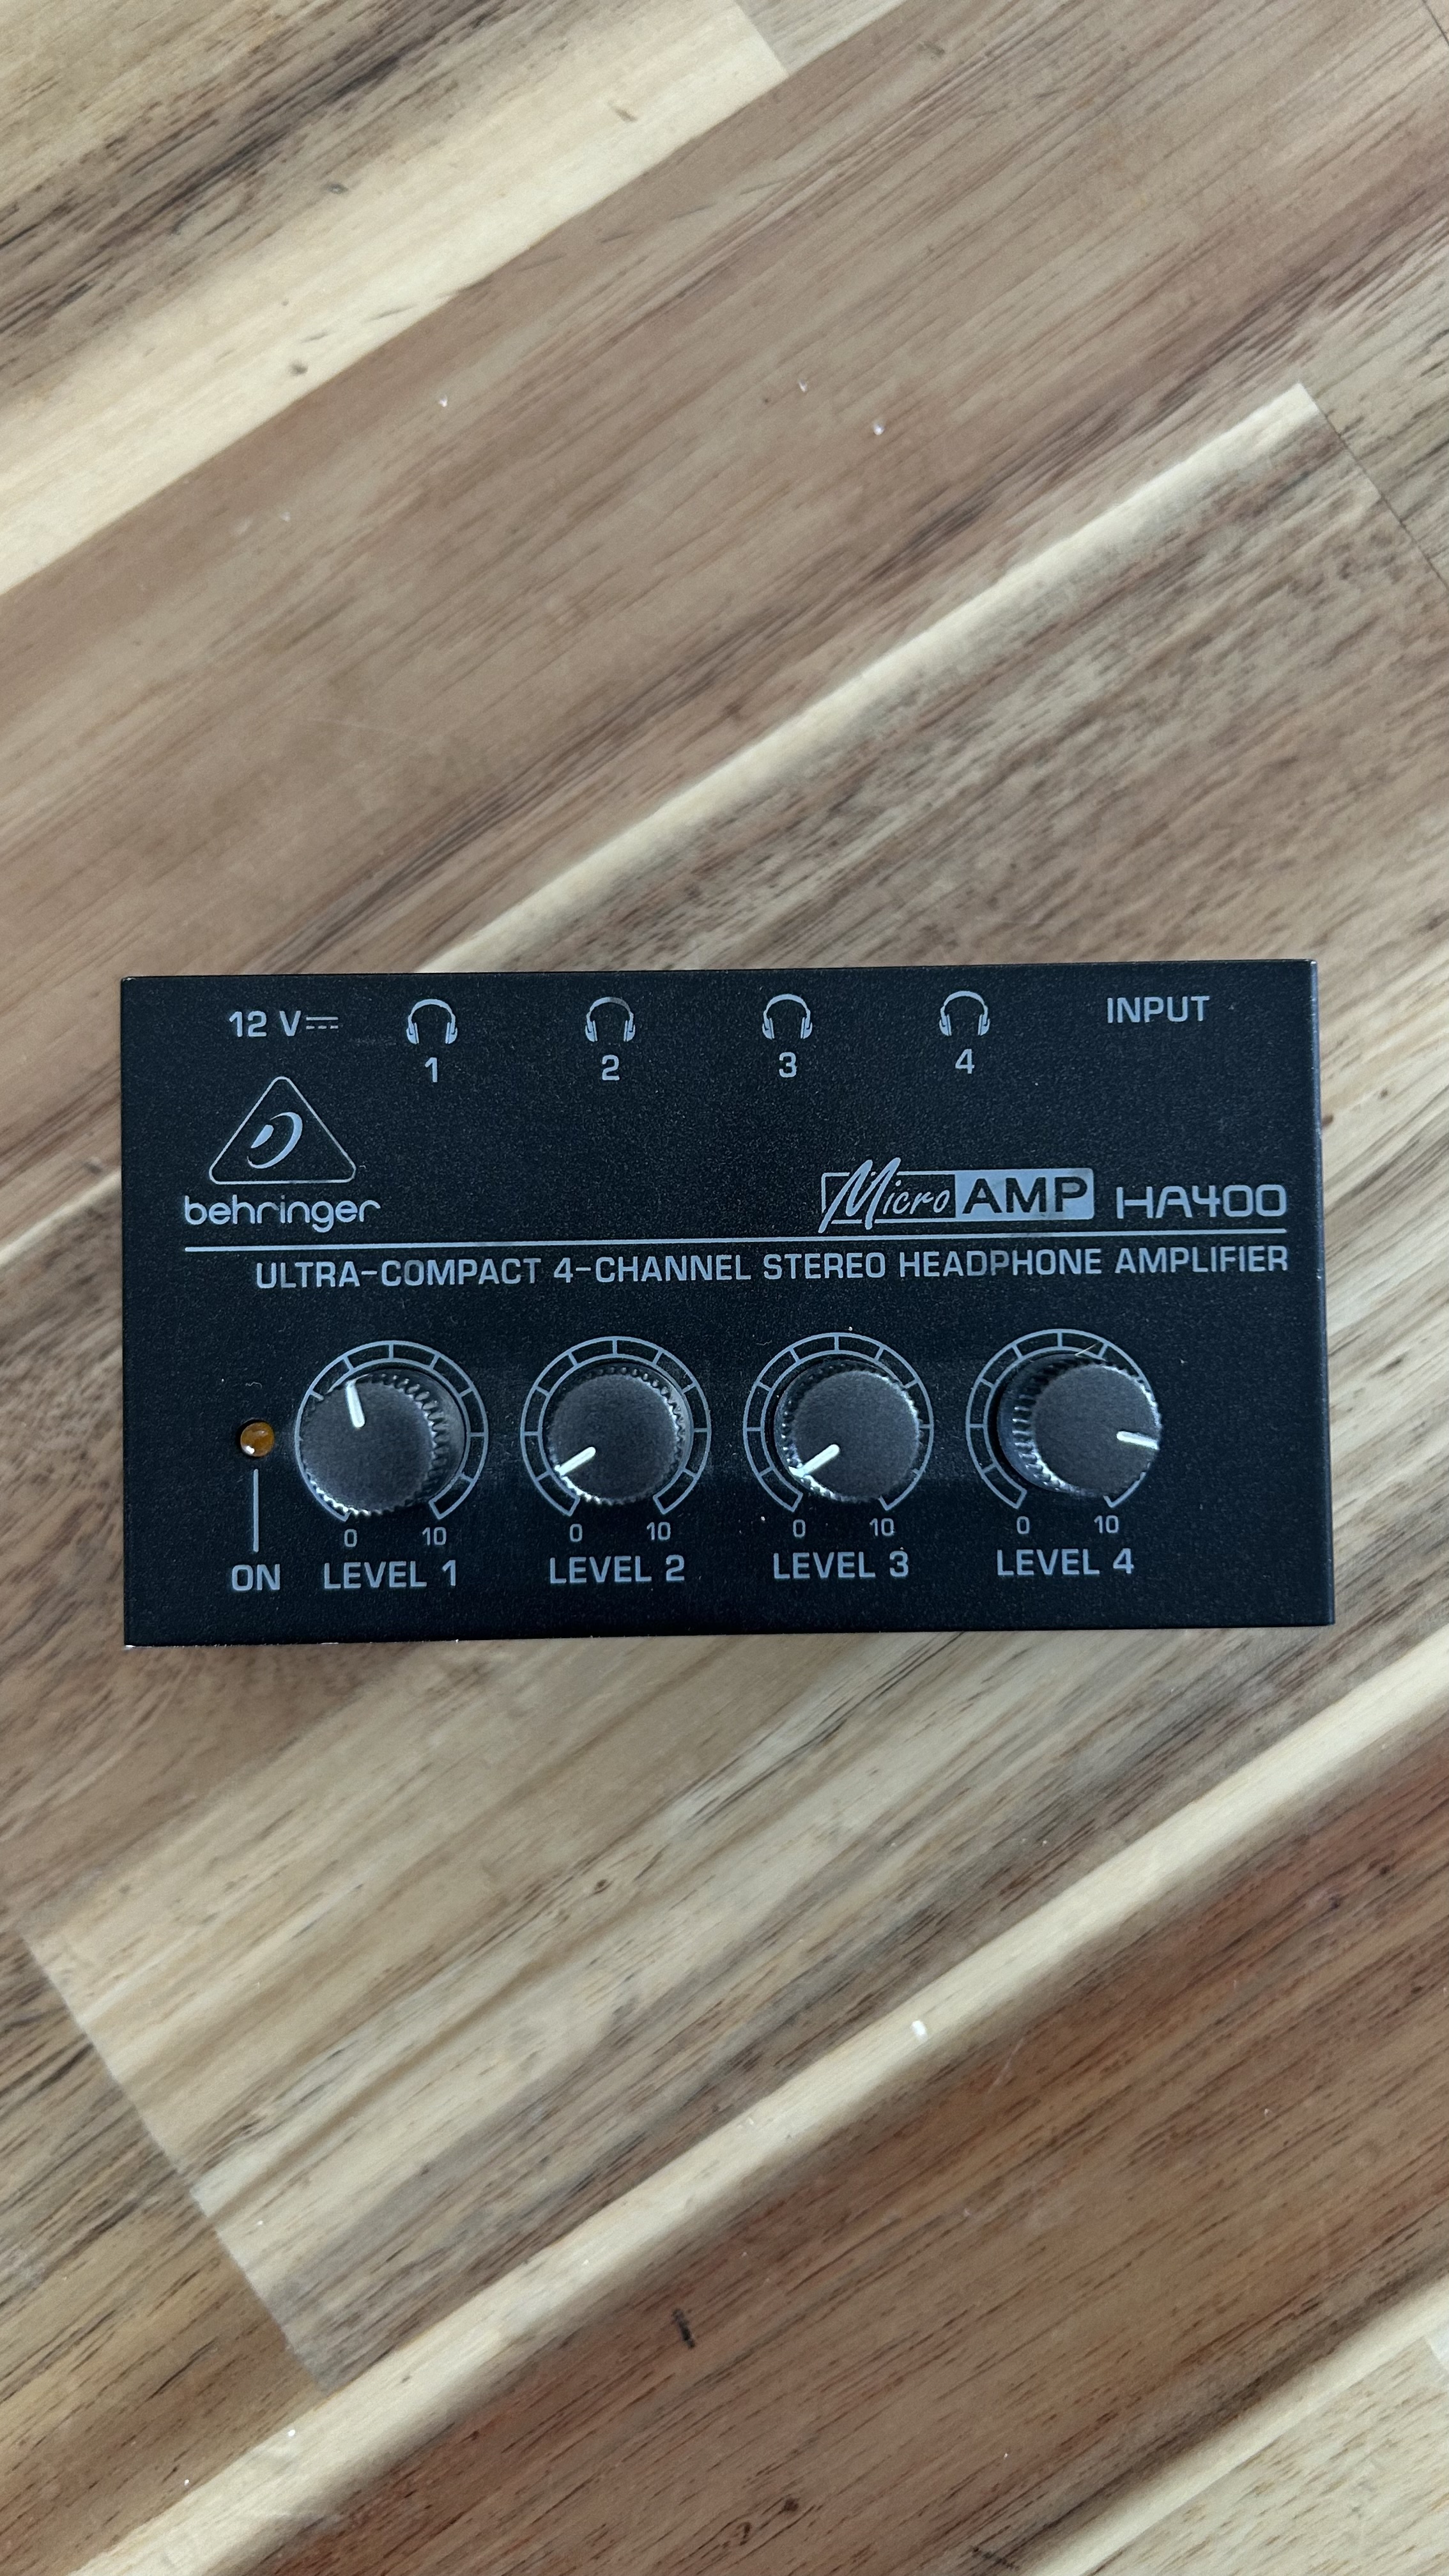 12 V⎓ INPUT
1 2 3 4
behringer Micro AMP HA400
ULTRA-COMPACT 4-CHANNEL STEREO HEADPHONE AMPLIFIER
0 10 0 10 0 10 0 10
ON LEVEL 1 LEVEL 2 LEVEL 3 LEVEL 4